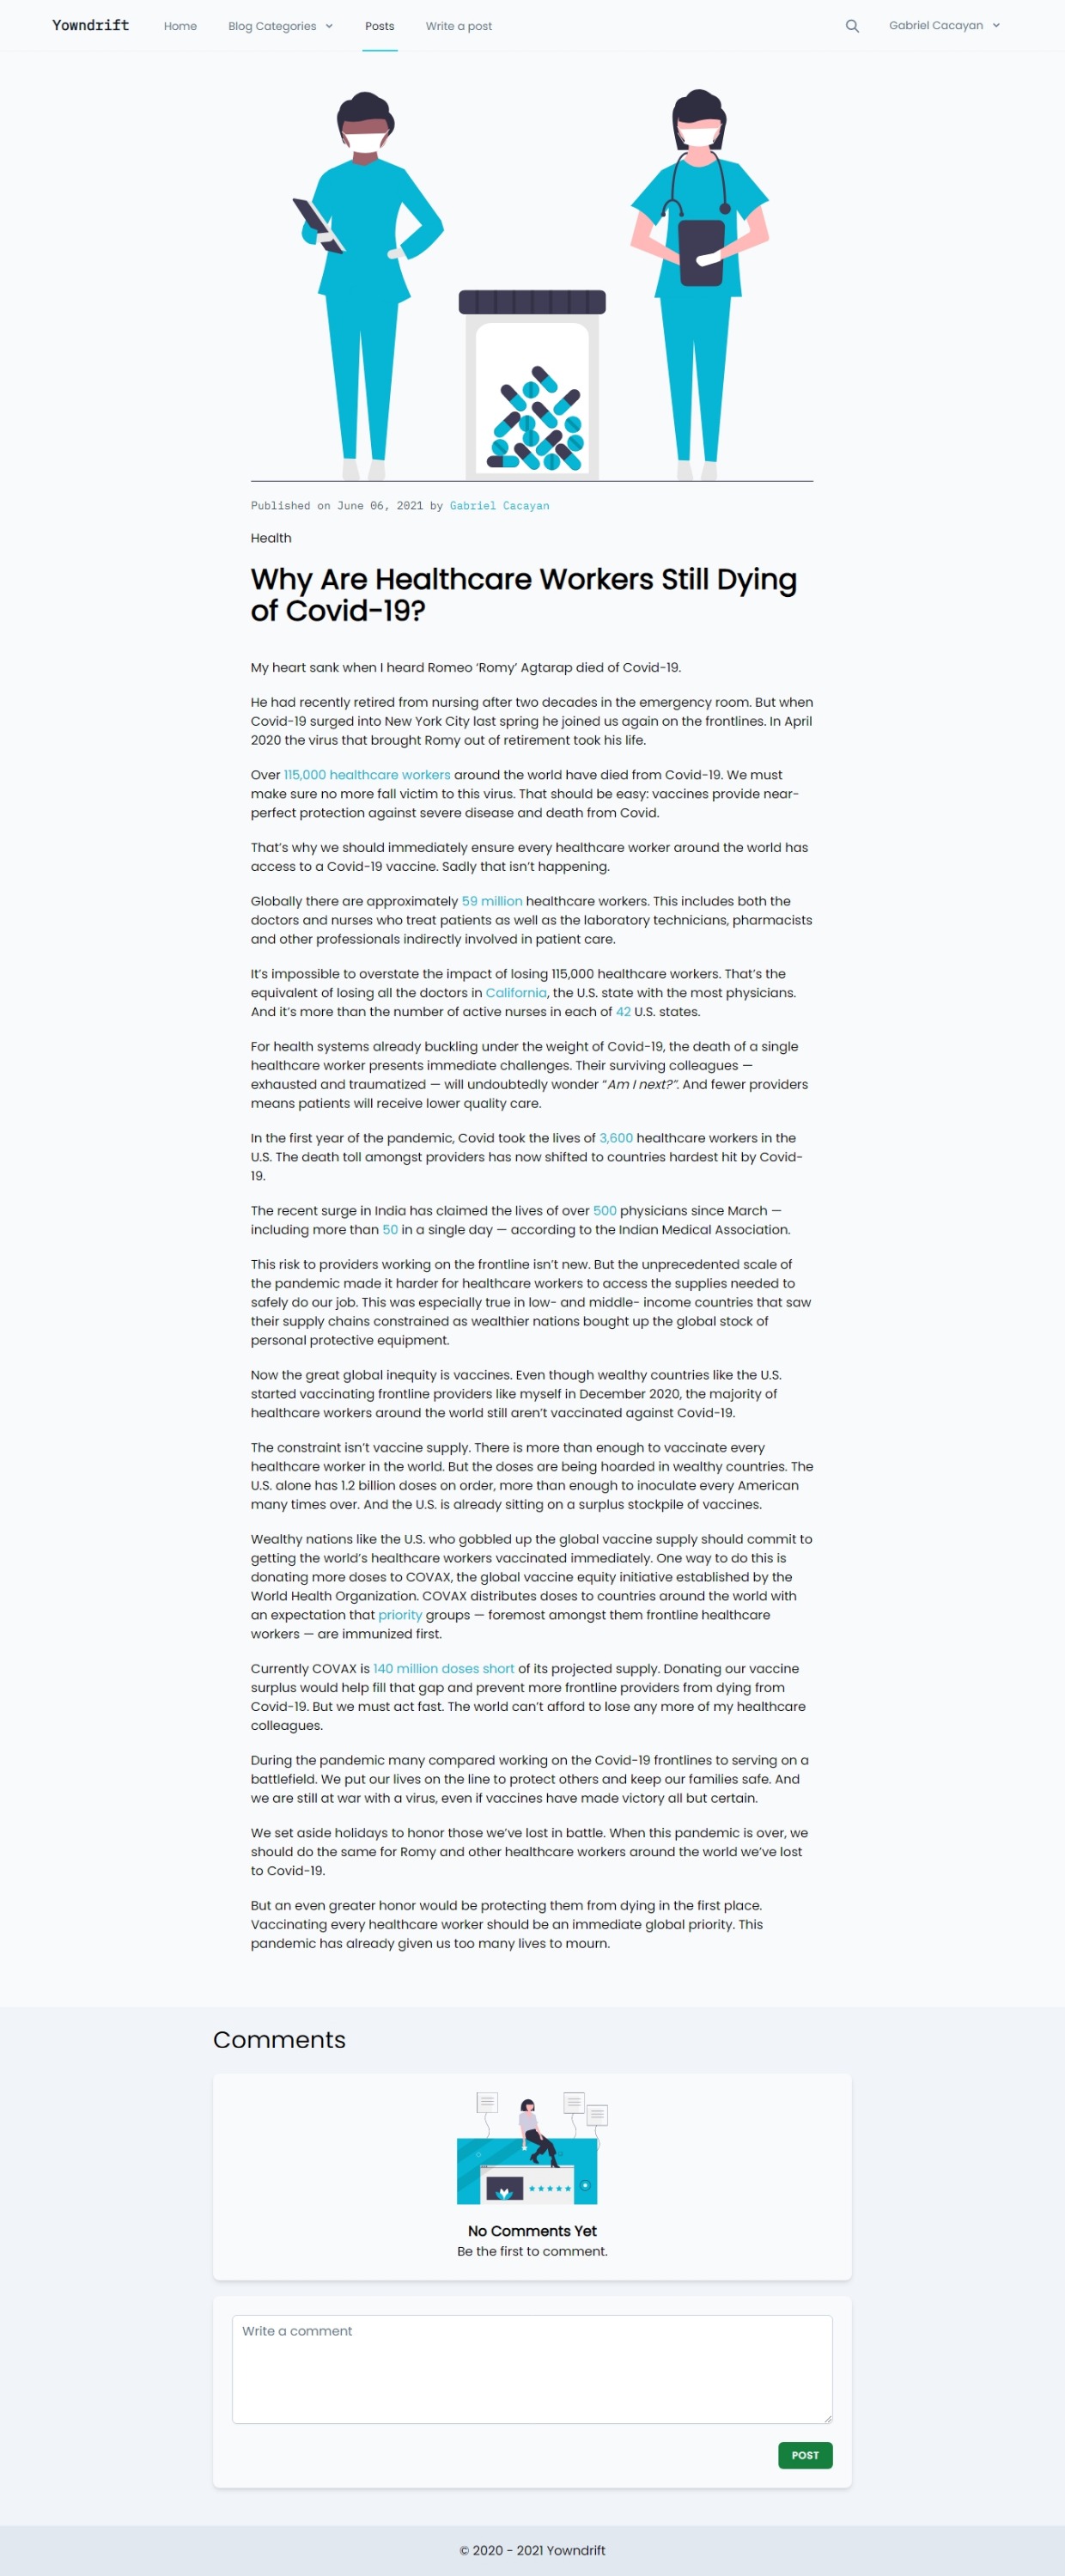 Yowndrift
Home
Blog Categories
Posts
Write a post
Gabriel Cacayan
Published on June 06, 2021 by Gabriel Cacayan
Health
Why Are Healthcare Workers Still Dying
of Covid-19?
My heart sank when I heard Romeo ‘Romy’ Agtarap died of Covid-19.
He had recently retired from nursing after two decades in the emergency room. But when
Covid-19 surged into New York City last spring he joined us again on the frontlines. In April
2020 the virus that brought Romy out of retirement took his life.
Over 115,000 healthcare workers around the world have died from Covid-19. We must
make sure no more fall victim to this virus. That should be easy: vaccines provide near-
perfect protection against severe disease and death from Covid.
That’s why we should immediately ensure every healthcare worker around the world has
access to a Covid-19 vaccine. Sadly that isn’t happening.
Globally there are approximately 59 million healthcare workers. This includes both the
doctors and nurses who treat patients as well as the laboratory technicians, pharmacists
and other professionals indirectly involved in patient care.
It’s impossible to overstate the impact of losing 115,000 healthcare workers. That’s the
equivalent of losing all the doctors in California, the U.S. state with the most physicians.
And it’s more than the number of active nurses in each of 42 U.S. states.
For health systems already buckling under the weight of Covid-19, the death of a single
healthcare worker presents immediate challenges. Their surviving colleagues —
exhausted and traumatized — will undoubtedly wonder “Am I next?”. And fewer providers
means patients will receive lower quality care.
In the first year of the pandemic, Covid took the lives of 3,600 healthcare workers in the
U.S. The death toll amongst providers has now shifted to countries hardest hit by Covid-
19.
The recent surge in India has claimed the lives of over 500 physicians since March —
including more than 50 in a single day — according to the Indian Medical Association.
This risk to providers working on the frontline isn’t new. But the unprecedented scale of
the pandemic made it harder for healthcare workers to access the supplies needed to
safely do our job. This was especially true in low- and middle- income countries that saw
their supply chains constrained as wealthier nations bought up the global stock of
personal protective equipment.
Now the great global inequity is vaccines. Even though wealthy countries like the U.S.
started vaccinating frontline providers like myself in December 2020, the majority of
healthcare workers around the world still aren’t vaccinated against Covid-19.
The constraint isn’t vaccine supply. There is more than enough to vaccinate every
healthcare worker in the world. But the doses are being hoarded in wealthy countries. The
U.S. alone has 1.2 billion doses on order, more than enough to inoculate every American
many times over. And the U.S. is already sitting on a surplus stockpile of vaccines.
Wealthy nations like the U.S. who gobbled up the global vaccine supply should commit to
getting the world’s healthcare workers vaccinated immediately. One way to do this is
donating more doses to COVAX, the global vaccine equity initiative established by the
World Health Organization. COVAX distributes doses to countries around the world with
an expectation that priority groups — foremost amongst them frontline healthcare
workers — are immunized first.
Currently COVAX is 140 million doses short of its projected supply. Donating our vaccine
surplus would help fill that gap and prevent more frontline providers from dying from
Covid-19. But we must act fast. The world can’t afford to lose any more of my healthcare
colleagues.
During the pandemic many compared working on the Covid-19 frontlines to serving on a
battlefield. We put our lives on the line to protect others and keep our families safe. And
we are still at war with a virus, even if vaccines have made victory all but certain.
We set aside holidays to honor those we’ve lost in battle. When this pandemic is over, we
should do the same for Romy and other healthcare workers around the world we’ve lost
to Covid-19.
But an even greater honor would be protecting them from dying in the first place.
Vaccinating every healthcare worker should be an immediate global priority. This
pandemic has already given us too many lives to mourn.
Comments
No Comments Yet
Be the first to comment.
Write a comment
POST
© 2020 - 2021 Yowndrift